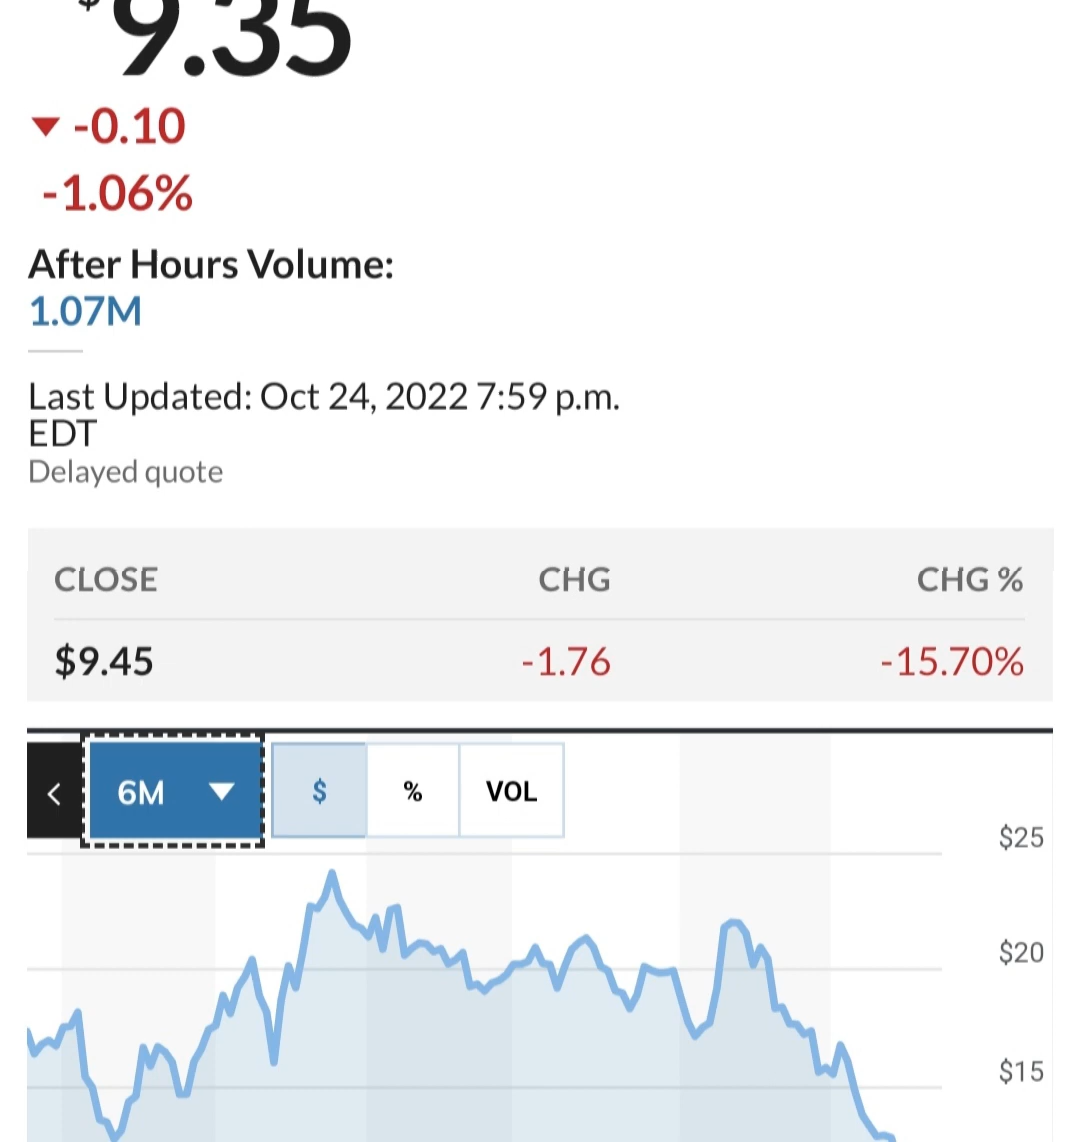 $9.35
-0.10
-1.06%
After Hours Volume:
1.07M
Last Updated: Oct 24, 2022 7:59 p.m.
EDT
Delayed quote
CLOSE CHG CHG %
$9.45 -1.76 -15.70%
6M $ % VOL
$25
$20
$15